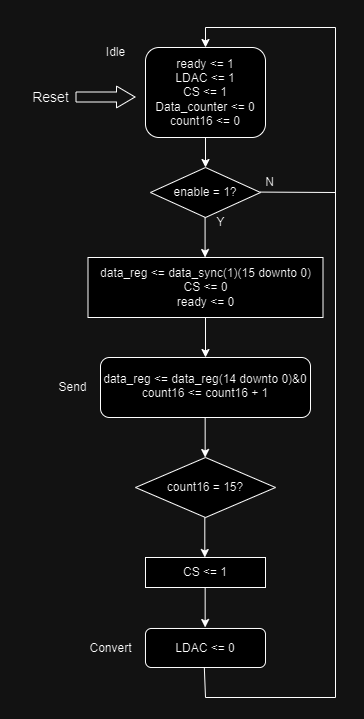 Idle
ready <= 1
LDAC <= 1
CS <= 1
Data_counter <= 0
count16 <= 0
Reset
enable = 1?
N
Y
data_reg <= data_sync(1)(15 downto 0)
CS <= 0
ready <= 0
Send
data_reg <= data_reg(14 downto 0)&0
count16 <= count16 + 1
count16 = 15?
CS <= 1
Convert
LDAC <= 0